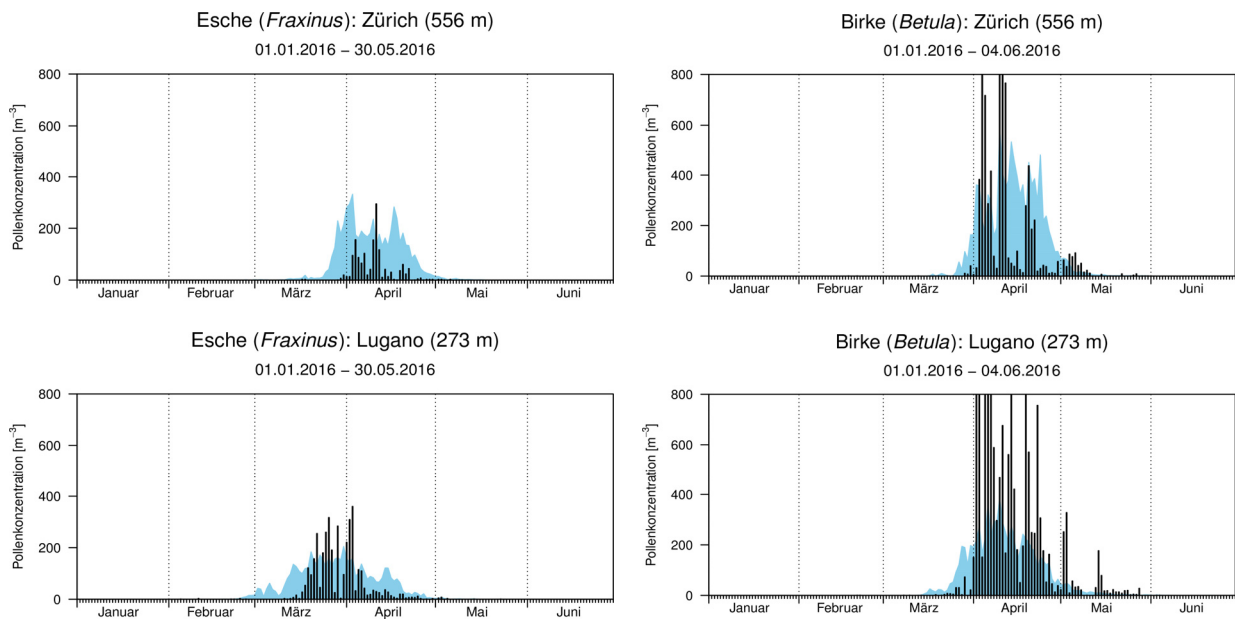 Esche (Fraxinus): Zürich (556 m)
01.01.2016 – 30.05.2016
Pollenkonzentration [m⁻³]
800
600
400
200
0
Januar Februar März April Mai Juni
Birke (Betula): Zürich (556 m)
01.01.2016 – 04.06.2016
Pollenkonzentration [m⁻³]
800
600
400
200
0
Januar Februar März April Mai Juni
Esche (Fraxinus): Lugano (273 m)
01.01.2016 – 30.05.2016
Pollenkonzentration [m⁻³]
800
600
400
200
0
Januar Februar März April Mai Juni
Birke (Betula): Lugano (273 m)
01.01.2016 – 04.06.2016
Pollenkonzentration [m⁻³]
800
600
400
200
0
Januar Februar März April Mai Juni